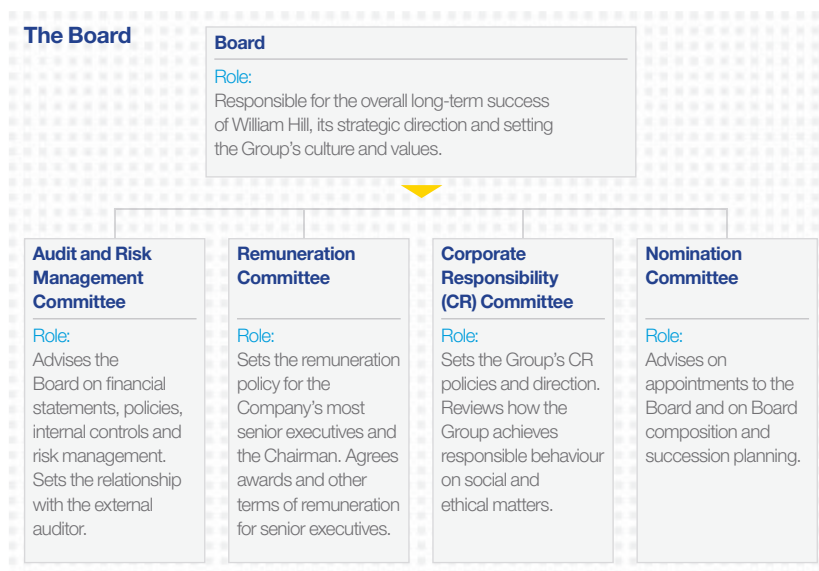 The Board
Board
Role:
Responsible for the overall long-term success
of William Hill, its strategic direction and setting
the Group's culture and values.
Audit and Risk
Management
Committee
Role:
Advises the
Board on financial
statements, policies,
internal controls and
risk management.
Sets the relationship
with the external
auditor.
Remuneration
Committee
Role:
Sets the remuneration
policy for the
Company's most
senior executives and
the Chairman. Agrees
awards and other
terms of remuneration
for senior executives.
Corporate
Responsibility
(CR) Committee
Role:
Sets the Group's CR
policies and direction.
Reviews how the
Group achieves
responsible behaviour
on social and
ethical matters.
Nomination
Committee
Role:
Advises on
appointments to the
Board and on Board
composition and
succession planning.